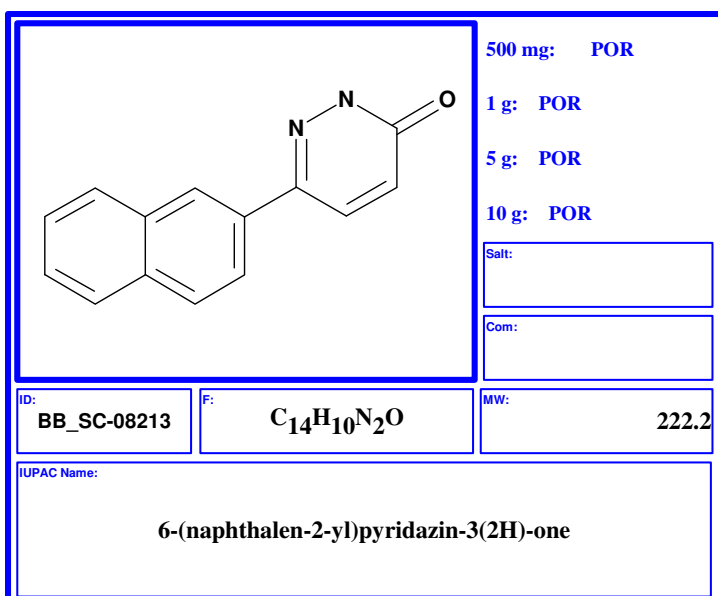 N
N
O
500 mg: POR
1 g: POR
5 g: POR
10 g: POR
Salt:
Com:
ID:
BB_SC-08213
F:
C14H10N2O
MW:
222.2
IUPAC Name:
6-(naphthalen-2-yl)pyridazin-3(2H)-one